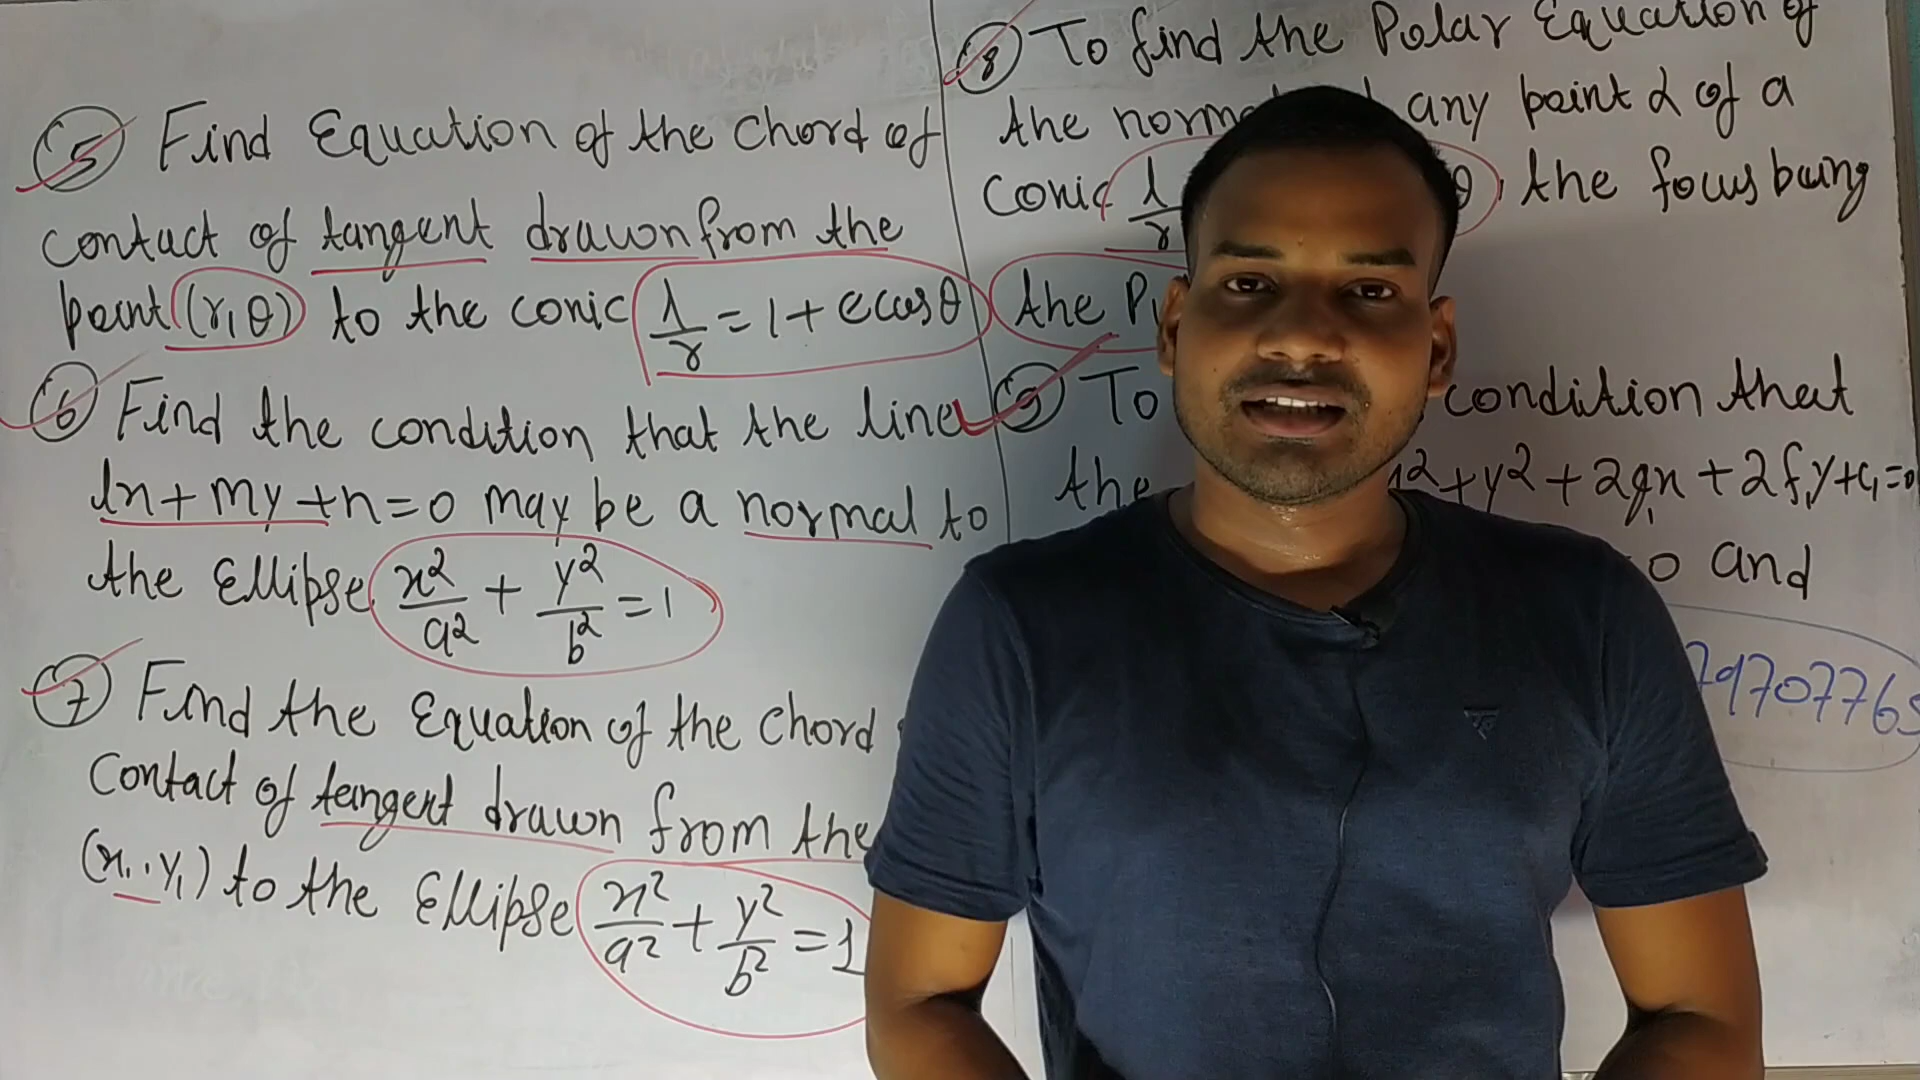 5 Find Equation of the chord of
contact of tangent drawn from the
point (r, θ) to the conic l/r = 1 + e cos θ
6 Find the condition that the line
lx + my + n = 0 may be a normal to
the Ellipse x²/a² + y²/b² = 1
7 Find the Equation of the chord
contact of tangent drawn from the
(x₁, y₁) to the Ellipse x²/a² + y²/b² = 1
8 To find the Polar Equation of
the any point α of a
conic l/r θ, the focus being
the
9 To condition that
the x² + y² + 2g₁x + 2f₁y + c₁ = 0
0 and